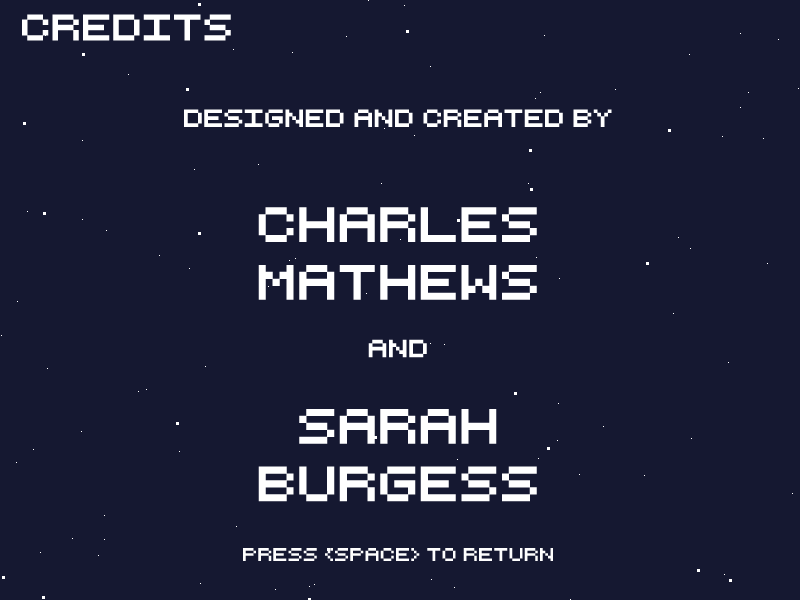 CREDITS
DESIGNED AND CREATED BY
CHARLES
MATHEWS
AND
SARAH
BURGESS
PRESS <SPACE> TO RETURN